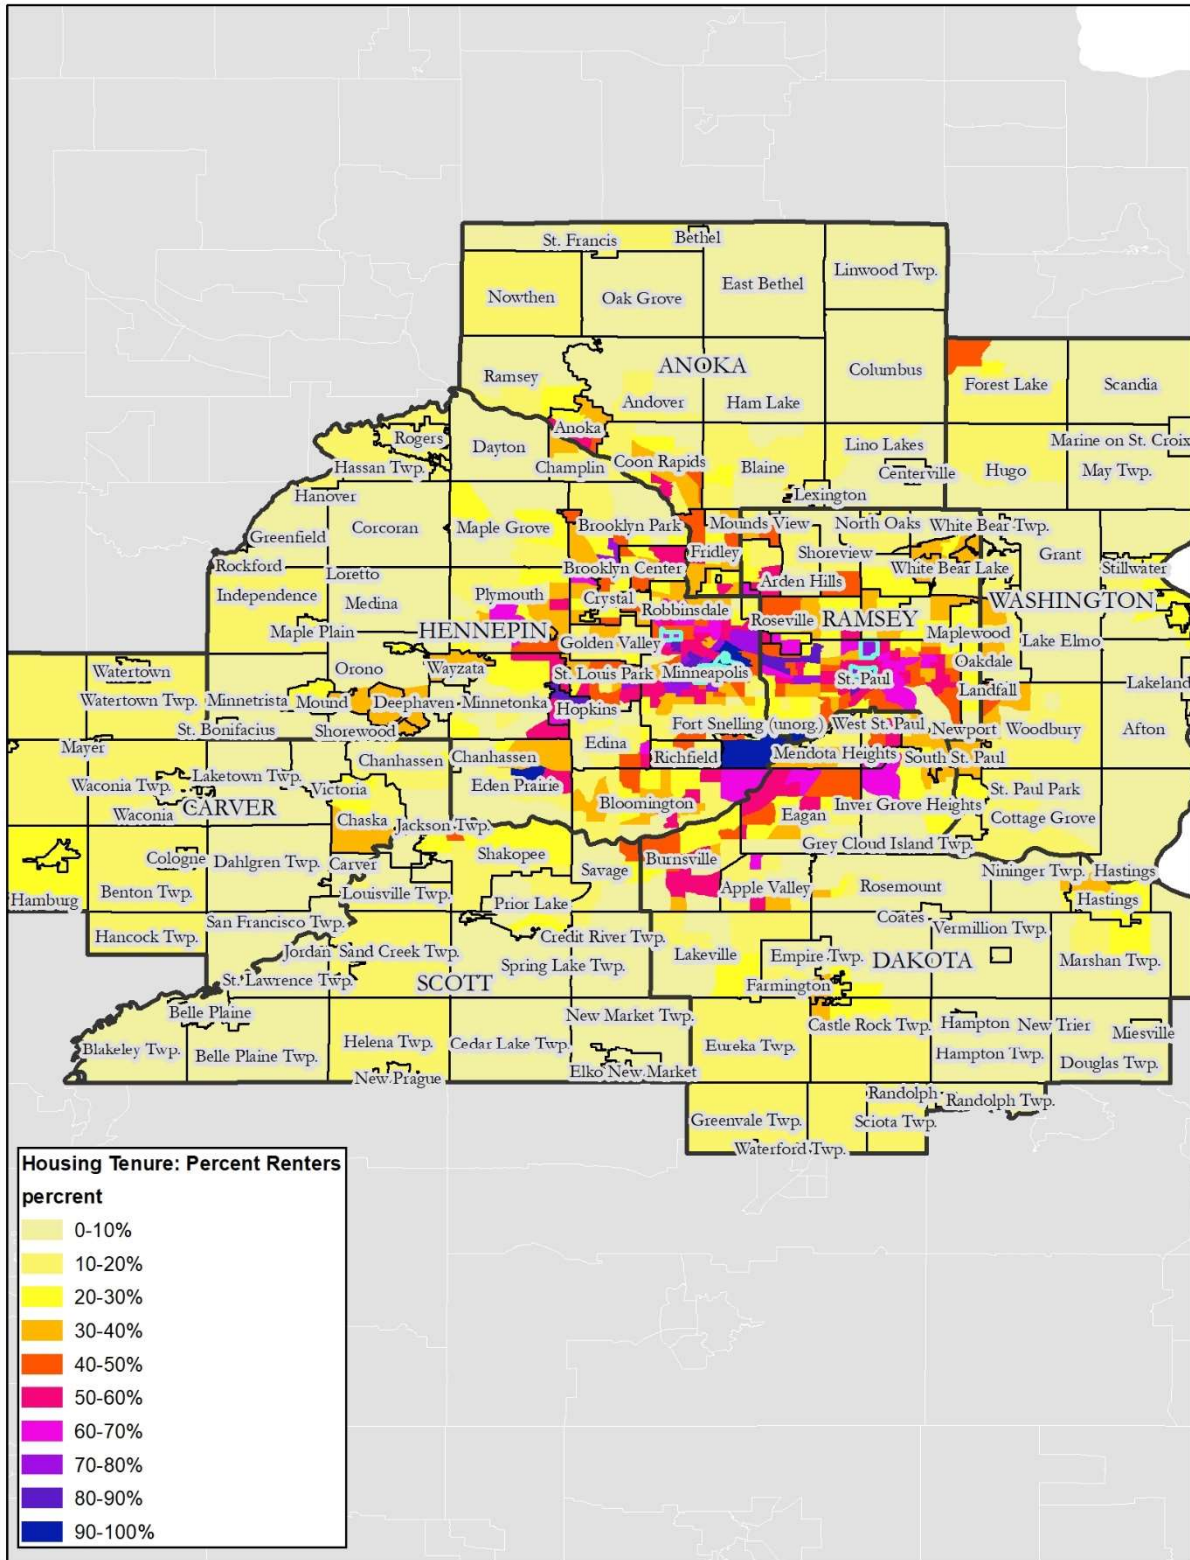 St. Francis
Bethel
Linwood Twp.
East Bethel
Nowthen
Oak Grove
ANOKA
Ramsey
Columbus
Forest Lake
Scandia
Andover
Ham Lake
Anoka
Rogers
Dayton
Lino Lakes
Marine on St. Croix
Hassan Twp.
Champlin
Coon Rapids
Blaine
Centerville
Hugo
May Twp.
Hanover
Lexington
Corcoran
Maple Grove
Brooklyn Park
Mounds View
North Oaks
White Bear Twp.
Greenfield
Fridley
Shoreview
Grant
Rockford
Loretto
Brooklyn Center
Arden Hills
White Bear Lake
Stillwater
Independence
Medina
Plymouth
Crystal
Robbinsdale
Roseville
RAMSEY
WASHINGTON
Maple Plain
HENNEPIN
Golden Valley
Maplewood
Lake Elmo
Watertown
Orono
Wayzata
St. Louis Park
Minneapolis
St. Paul
Oakdale
Watertown Twp.
Minnetrista
Mound
Deephaven
Minnetonka
Hopkins
Landfall
Lakeland
St. Bonifacius
Shorewood
Fort Snelling (unorg.)
West St. Paul
Newport
Woodbury
Afton
Mayer
Edina
Richfield
Mendota Heights
South St. Paul
Chanhassen
Chanhassen
Waconia Twp.
Laketown Twp.
Victoria
Eden Prairie
St. Paul Park
Waconia
CARVER
Bloomington
Eagan
Inver Grove Heights
Cottage Grove
Chaska
Jackson Twp.
Grey Cloud Island Twp.
Cologne
Dahlgren Twp.
Carver
Shakopee
Savage
Burnsville
Nininger Twp.
Hastings
Hamburg
Benton Twp.
Louisville Twp.
Prior Lake
Apple Valley
Rosemount
Hastings
Hancock Twp.
San Francisco Twp.
Coates
Vermillion Twp.
Jordan
Sand Creek Twp.
Credit River Twp.
Lakeville
Empire Twp.
DAKOTA
Marshan Twp.
St. Lawrence Twp.
SCOTT
Spring Lake Twp.
Farmington
Belle Plaine
New Market Twp.
Castle Rock Twp.
Hampton
New Trier
Miesville
Blakeley Twp.
Belle Plaine Twp.
Helena Twp.
Cedar Lake Twp.
Eureka Twp.
Hampton Twp.
Douglas Twp.
New Prague
Elko New Market
Randolph
Randolph Twp.
Greenvale Twp.
Sciota Twp.
Waterford Twp.
Housing Tenure: Percent Renters
percrent
0-10%
10-20%
20-30%
30-40%
40-50%
50-60%
60-70%
70-80%
80-90%
90-100%